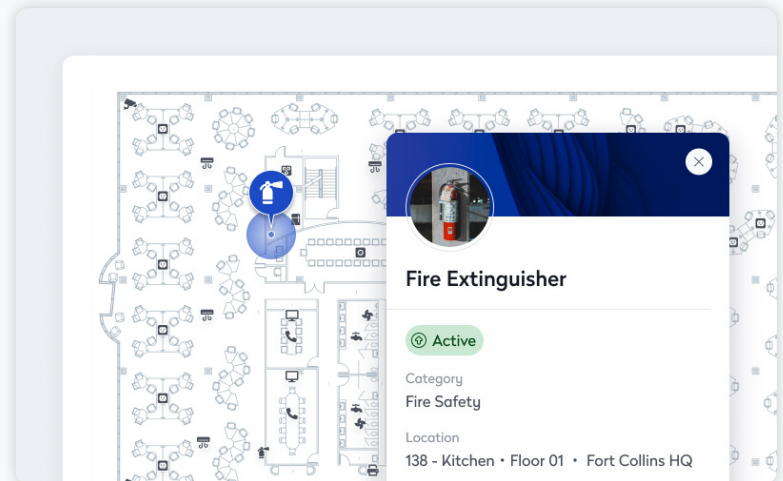 Fire Extinguisher
Active
Category
Fire Safety
Location
138 - Kitchen • Floor 01 • Fort Collins HQ